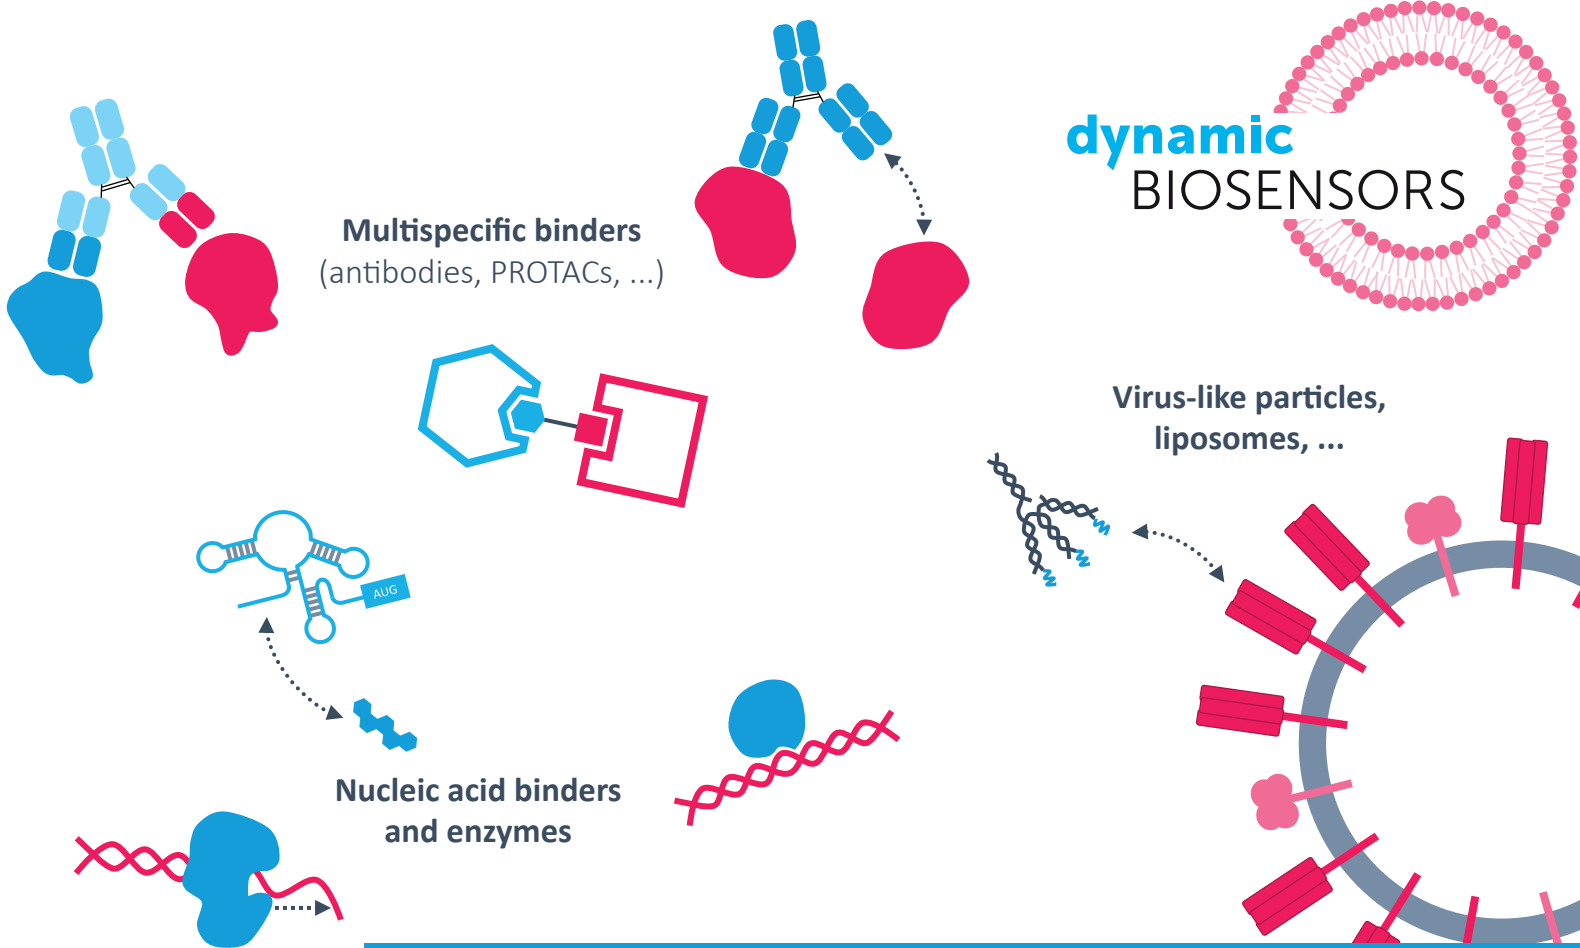 dynamic
BIOSENSORS
Multispecific binders
(antibodies, PROTACs, ...)
Virus-like particles,
liposomes, ...
AUG
Nucleic acid binders
and enzymes